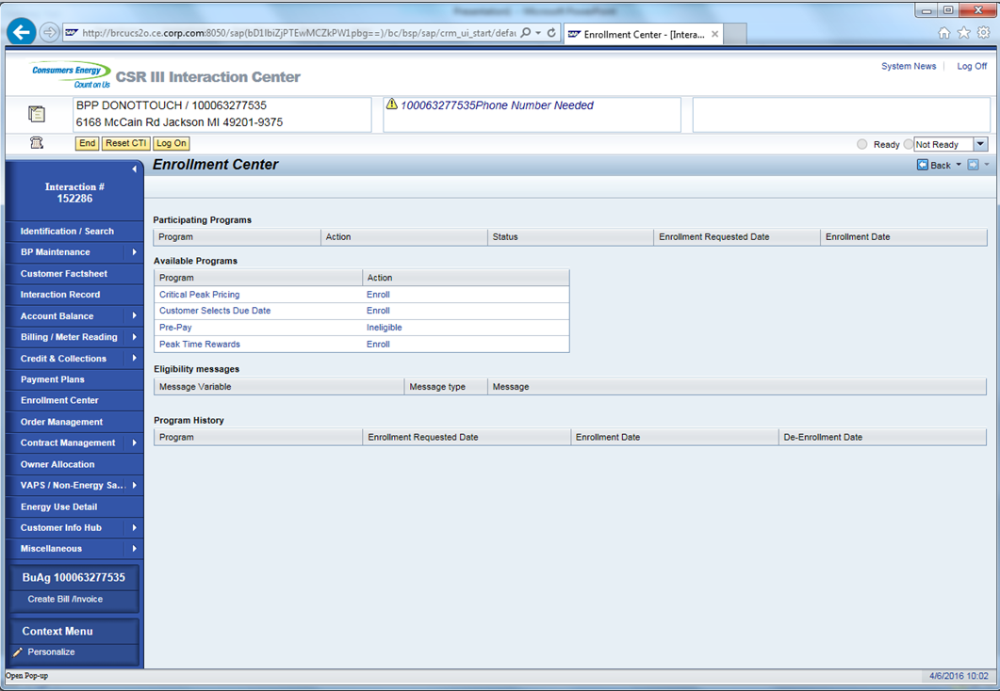 Presentation1 - Microsoft PowerPoint
http://brcucs2o.ce.corp.com:8050/sap(bD1lbiZjPTEwMCZkPW1pbg==)/bc/bsp/sap/crm_ui_start/defau
Enrollment Center - [Intera...
Consumers Energy
Count on Us
CSR III Interaction Center
System News
Log Off
BPP DONOTTOUCH / 100063277535
6168 McCain Rd Jackson MI 49201-9375
100063277535Phone Number Needed
End Reset CTI Log On
Ready Not Ready
Enrollment Center
Back
Interaction #
152286
Identification / Search
BP Maintenance
Customer Factsheet
Interaction Record
Account Balance
Billing / Meter Reading
Credit & Collections
Payment Plans
Enrollment Center
Order Management
Contract Management
Owner Allocation
VAPS / Non-Energy Sa...
Energy Use Detail
Customer Info Hub
Miscellaneous
BuAg 100063277535
Create Bill /Invoice
Context Menu
Personalize
Participating Programs
Program Action Status Enrollment Requested Date Enrollment Date
Available Programs
Program Action
Critical Peak Pricing Enroll
Customer Selects Due Date Enroll
Pre-Pay Ineligible
Peak Time Rewards Enroll
Eligibility messages
Message Variable Message type Message
Program History
Program Enrollment Requested Date Enrollment Date De-Enrollment Date
Open Pop-up
4/6/2016 10:02